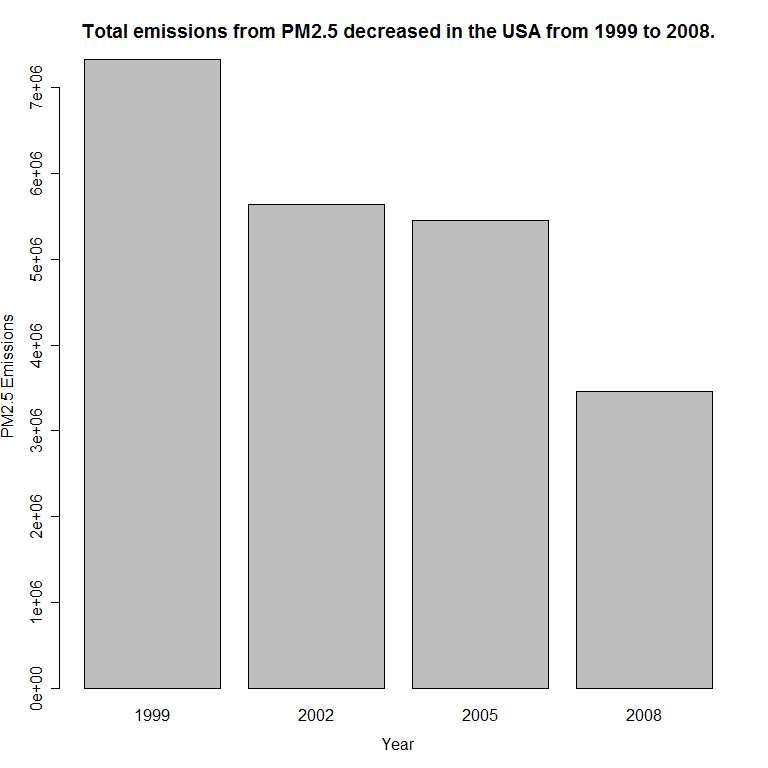 Total emissions from PM2.5 decreased in the USA from 1999 to 2008.
PM2.5 Emissions
7e+06
6e+06
5e+06
4e+06
3e+06
2e+06
1e+06
0e+00
1999 2002 2005 2008
Year